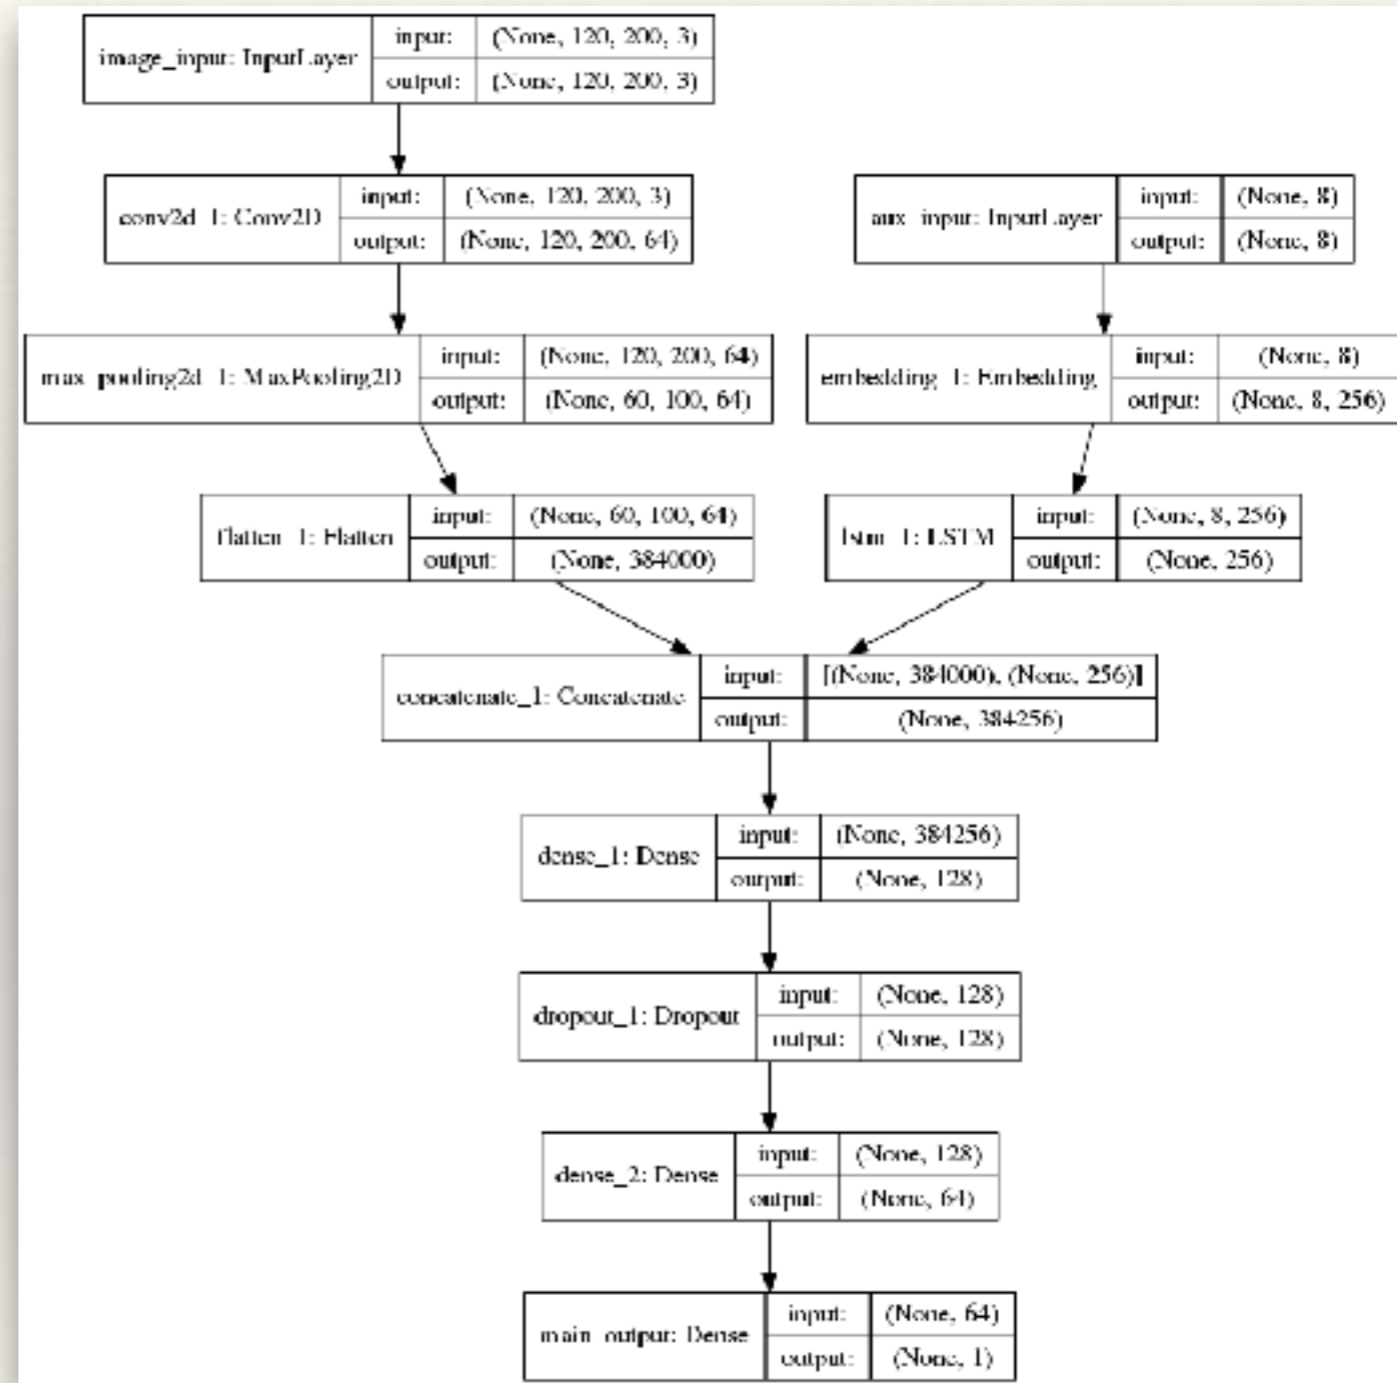 image_input: InputLayer
input: (None, 120, 200, 3)
output: (None, 120, 200, 3)
conv2d_1: Conv2D
input: (None, 120, 200, 3)
output: (None, 120, 200, 64)
aux_input: InputLayer
input: (None, 8)
output: (None, 8)
max_pooling2d_1: MaxPooling2D
input: (None, 120, 200, 64)
output: (None, 60, 100, 64)
embedding_1: Embedding
input: (None, 8)
output: (None, 8, 256)
flatten_1: Flatten
input: (None, 60, 100, 64)
output: (None, 384000)
lstm_1: LSTM
input: (None, 8, 256)
output: (None, 256)
concatenate_1: Concatenate
input: [(None, 384000), (None, 256)]
output: (None, 384256)
dense_1: Dense
input: (None, 384256)
output: (None, 128)
dropout_1: Dropout
input: (None, 128)
output: (None, 128)
dense_2: Dense
input: (None, 128)
output: (None, 64)
main_output: Dense
input: (None, 64)
output: (None, 1)